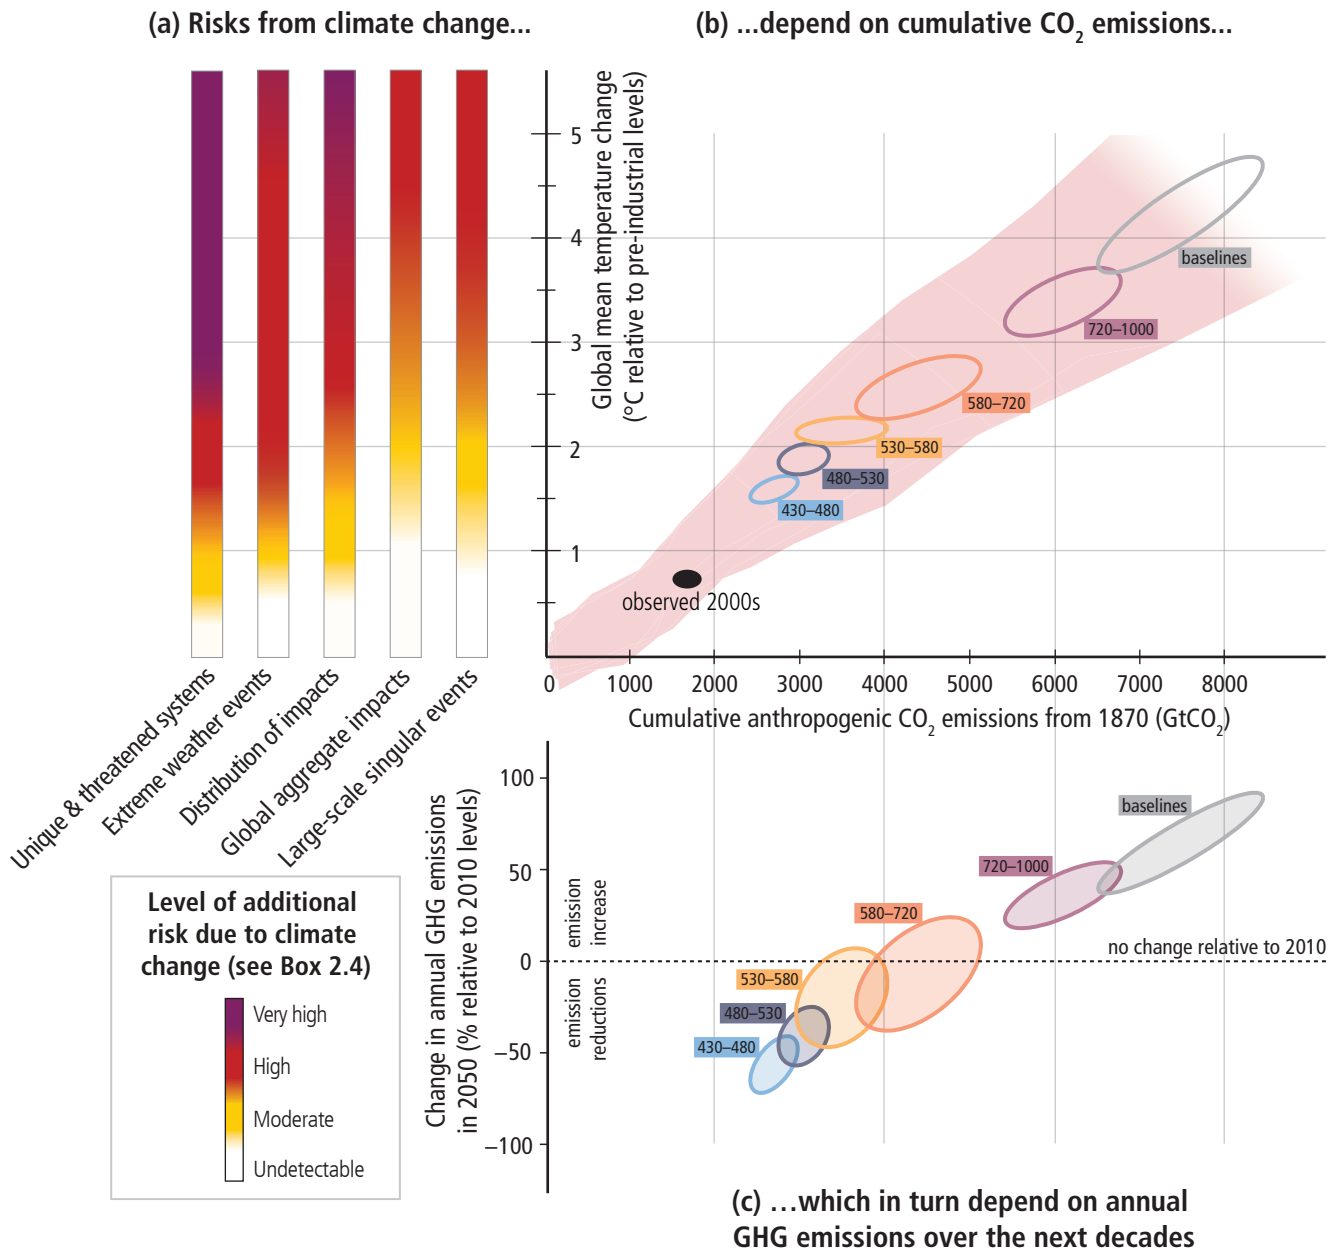 (a) Risks from climate change...
(b) ...depend on cumulative CO2 emissions...
Global mean temperature change
(°C relative to pre-industrial levels)
5
4
3
2
1
baselines
720–1000
580–720
530–580
480–530
430–480
observed 2000s
0 1000 2000 3000 4000 5000 6000 7000 8000
Cumulative anthropogenic CO2 emissions from 1870 (GtCO2)
Unique & threatened systems
Extreme weather events
Distribution of impacts
Global aggregate impacts
Large-scale singular events
Level of additional
risk due to climate
change (see Box 2.4)
Very high
High
Moderate
Undetectable
Change in annual GHG emissions
in 2050 (% relative to 2010 levels)
100
50
0
−50
−100
emission
increase
emission
reductions
baselines
720–1000
580–720
no change relative to 2010
530–580
480–530
430–480
(c) ...which in turn depend on annual
GHG emissions over the next decades